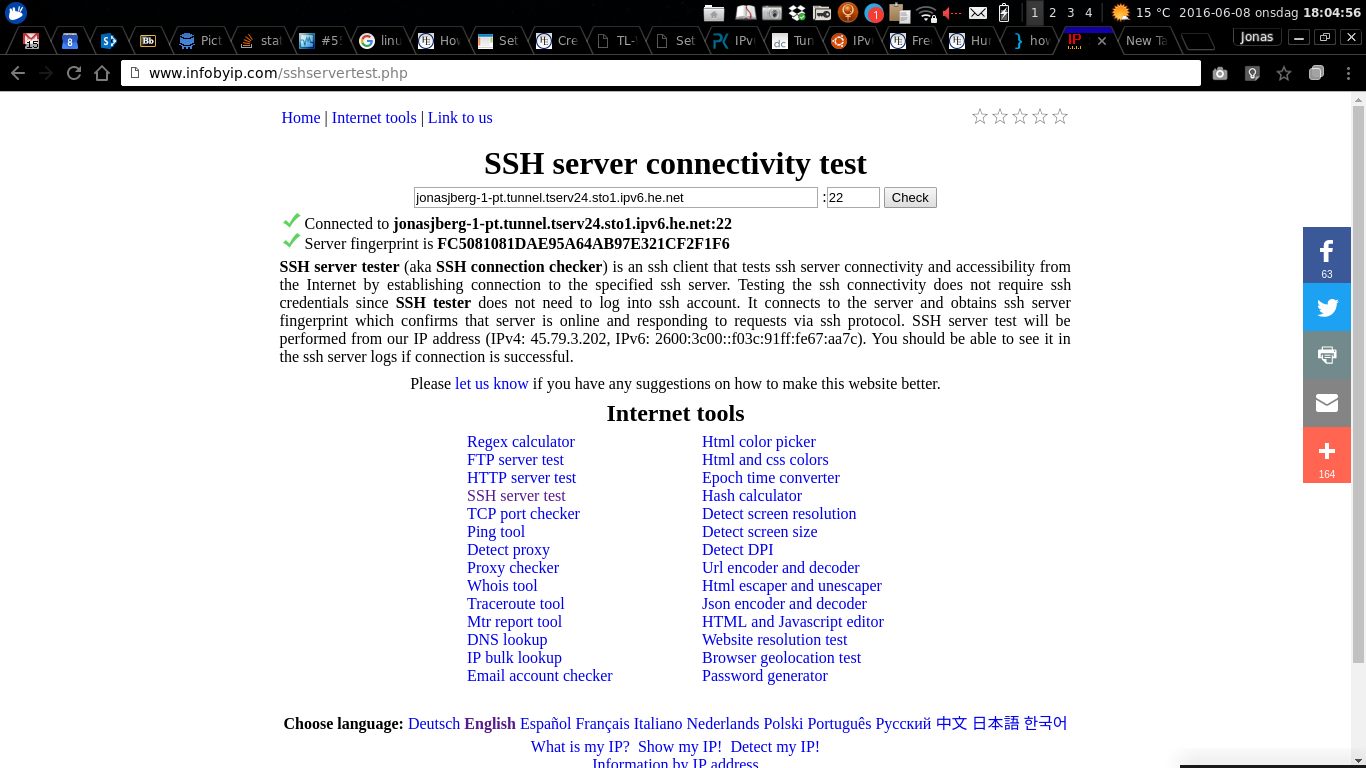 1 2 3 4 15 °C 2016-06-08 onsdag 18:04:56
15 8 Bb Pict stat #5 linu Hov Set Cre TL- Set IPv Tun IPv Fre Hur hov IP New Ta Jonas
www.infobyip.com/sshservertest.php
Home | Internet tools | Link to us
SSH server connectivity test
jonasjberg-1-pt.tunnel.tserv24.sto1.ipv6.he.net :22 Check
Connected to jonasjberg-1-pt.tunnel.tserv24.sto1.ipv6.he.net:22
Server fingerprint is FC5081081DAE95A64AB97E321CF2F1F6
SSH server tester (aka SSH connection checker) is an ssh client that tests ssh server connectivity and accessibility from
the Internet by establishing connection to the specified ssh server. Testing the ssh connectivity does not require ssh
credentials since SSH tester does not need to log into ssh account. It connects to the server and obtains ssh server
fingerprint which confirms that server is online and responding to requests via ssh protocol. SSH server test will be
performed from our IP address (IPv4: 45.79.3.202, IPv6: 2600:3c00::f03c:91ff:fe67:aa7c). You should be able to see it in
the ssh server logs if connection is successful.
Please let us know if you have any suggestions on how to make this website better.
63
164
Internet tools
Regex calculator
FTP server test
HTTP server test
SSH server test
TCP port checker
Ping tool
Detect proxy
Proxy checker
Whois tool
Traceroute tool
Mtr report tool
DNS lookup
IP bulk lookup
Email account checker
Html color picker
Html and css colors
Epoch time converter
Hash calculator
Detect screen resolution
Detect screen size
Detect DPI
Url encoder and decoder
Html escaper and unescaper
Json encoder and decoder
HTML and Javascript editor
Website resolution test
Browser geolocation test
Password generator
Choose language: Deutsch English Español Français Italiano Nederlands Polski Português Русский 中文 日本語 한국어
What is my IP? Show my IP! Detect my IP!
Information by IP address